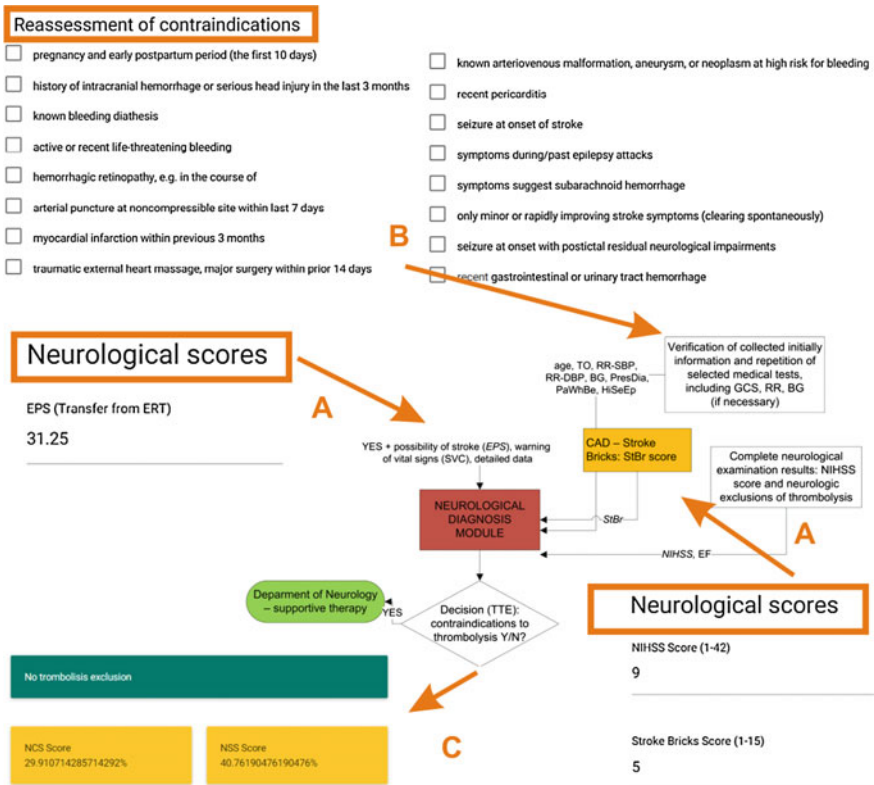 Reassessment of contraindications
pregnancy and early postpartum period (the first 10 days)
history of intracranial hemorrhage or serious head injury in the last 3 months
known bleeding diathesis
active or recent life-threatening bleeding
hemorrhagic retinopathy, e.g. in the course of
arterial puncture at noncompressible site within last 7 days
myocardial infarction within previous 3 months
traumatic external heart massage, major surgery within prior 14 days
known arteriovenous malformation, aneurysm, or neoplasm at high risk for bleeding
recent pericarditis
seizure at onset of stroke
symptoms during/past epilepsy attacks
symptoms suggest subarachnoid hemorrhage
only minor or rapidly improving stroke symptoms (clearing spontaneously)
seizure at onset with postictal residual neurological impairments
recent gastrointestinal or urinary tract hemorrhage
B
Neurological scores
EPS (Transfer from ERT)
31.25
A
age, TO, RR-SBP,
RR-DBP, BG, PresDia,
PaWhBe, HiSeEp
Verification of collected initially
information and repetition of
selected medical tests,
including GCS, RR, BG
(if necessary)
YES + possibility of stroke (EPS), warning
of vital signs (SVC), detailed data
CAD – Stroke
Bricks: StBr score
Complete neurological
examination results: NIHSS
score and neurologic
exclusions of thrombolysis
NEUROLOGICAL
DIAGNOSIS
MODULE
StBr
A
NIHSS, EF
Deparment of Neurology
– supportive therapy
YES
Decision (TTE):
contraindications to
thrombolysis Y/N?
Neurological scores
NIHSS Score (1-42)
9
Stroke Bricks Score (1-15)
5
No trombolisis exclusion
NCS Score
29.910714285714292%
NSS Score
40.76190476190476%
C